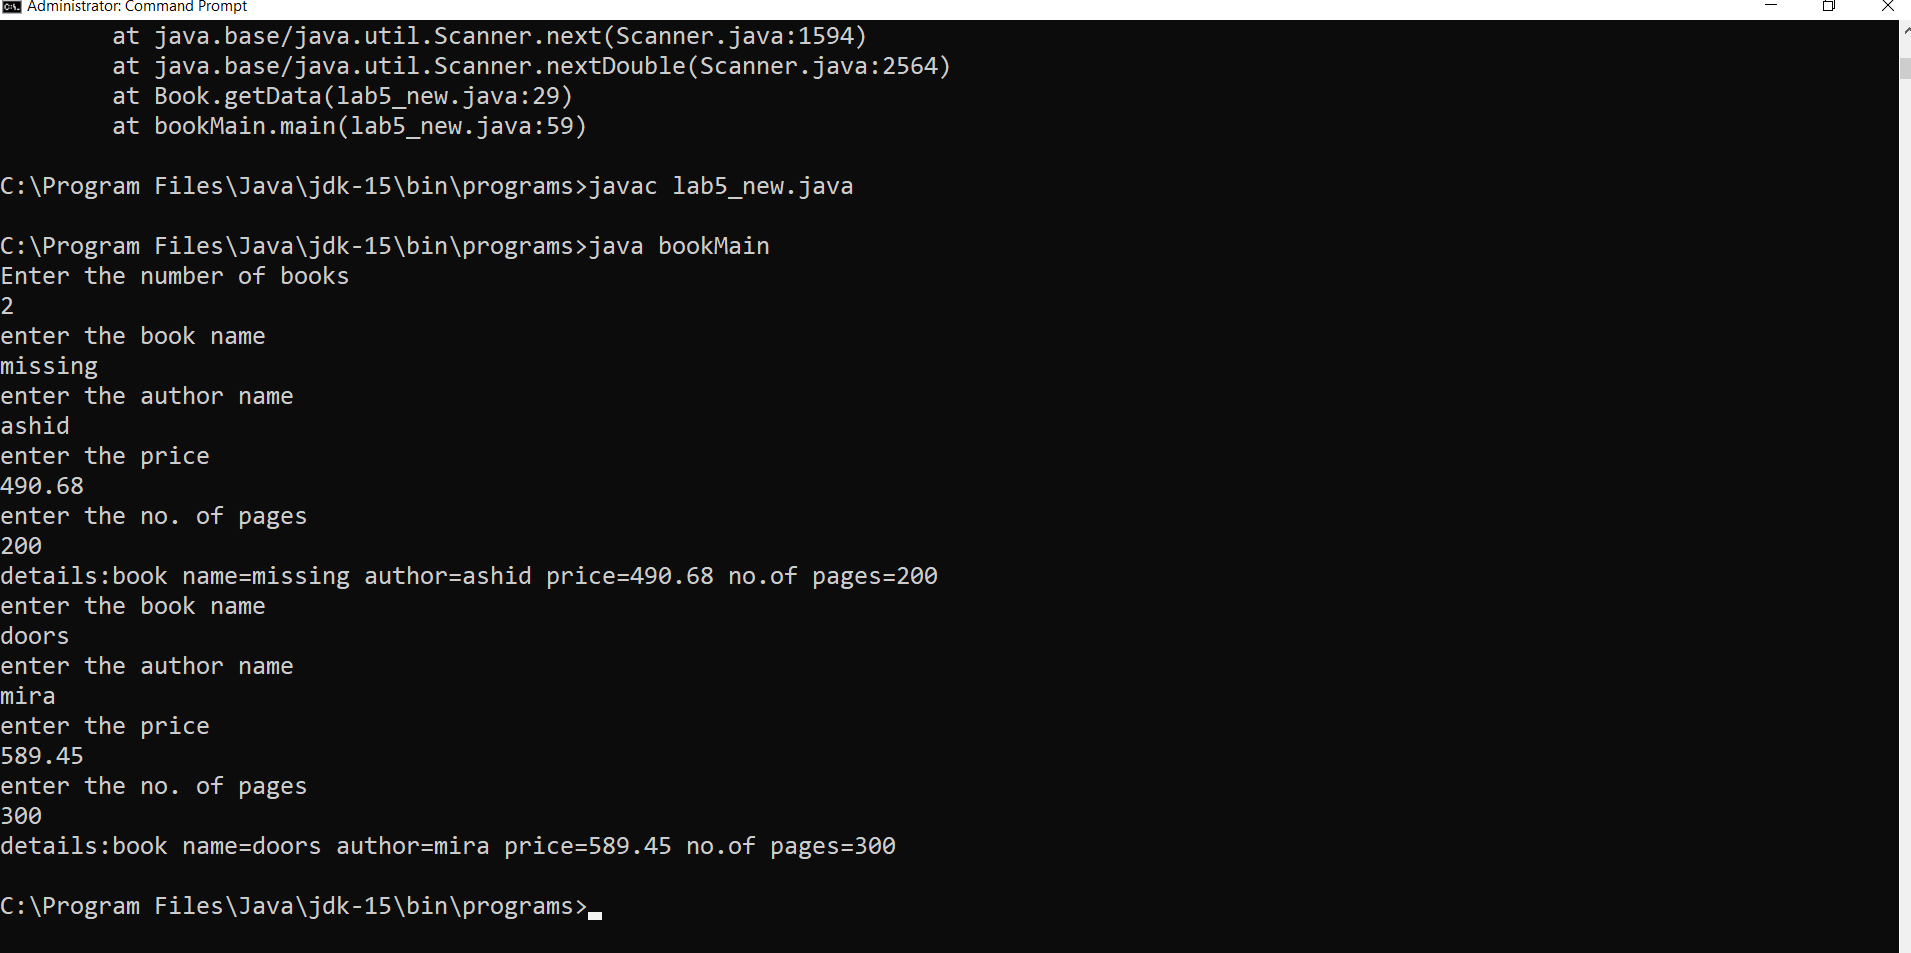 Administrator: Command Prompt
at java.base/java.util.Scanner.next(Scanner.java:1594)
at java.base/java.util.Scanner.nextDouble(Scanner.java:2564)
at Book.getData(lab5_new.java:29)
at bookMain.main(lab5_new.java:59)
C:\Program Files\Java\jdk-15\bin\programs>javac lab5_new.java
C:\Program Files\Java\jdk-15\bin\programs>java bookMain
Enter the number of books
2
enter the book name
missing
enter the author name
ashid
enter the price
490.68
enter the no. of pages
200
details:book name=missing author=ashid price=490.68 no.of pages=200
enter the book name
doors
enter the author name
mira
enter the price
589.45
enter the no. of pages
300
details:book name=doors author=mira price=589.45 no.of pages=300
C:\Program Files\Java\jdk-15\bin\programs>